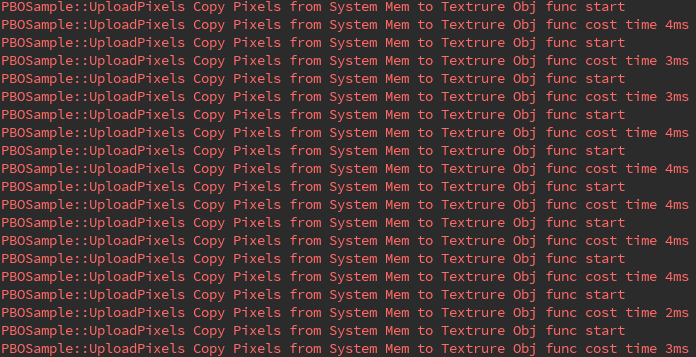 PBOSample::UploadPixels Copy Pixels from System Mem to Textrure Obj func start
PBOSample::UploadPixels Copy Pixels from System Mem to Textrure Obj func cost time 4ms
PBOSample::UploadPixels Copy Pixels from System Mem to Textrure Obj func start
PBOSample::UploadPixels Copy Pixels from System Mem to Textrure Obj func cost time 3ms
PBOSample::UploadPixels Copy Pixels from System Mem to Textrure Obj func start
PBOSample::UploadPixels Copy Pixels from System Mem to Textrure Obj func cost time 3ms
PBOSample::UploadPixels Copy Pixels from System Mem to Textrure Obj func start
PBOSample::UploadPixels Copy Pixels from System Mem to Textrure Obj func cost time 4ms
PBOSample::UploadPixels Copy Pixels from System Mem to Textrure Obj func start
PBOSample::UploadPixels Copy Pixels from System Mem to Textrure Obj func cost time 4ms
PBOSample::UploadPixels Copy Pixels from System Mem to Textrure Obj func start
PBOSample::UploadPixels Copy Pixels from System Mem to Textrure Obj func cost time 4ms
PBOSample::UploadPixels Copy Pixels from System Mem to Textrure Obj func start
PBOSample::UploadPixels Copy Pixels from System Mem to Textrure Obj func cost time 4ms
PBOSample::UploadPixels Copy Pixels from System Mem to Textrure Obj func start
PBOSample::UploadPixels Copy Pixels from System Mem to Textrure Obj func cost time 4ms
PBOSample::UploadPixels Copy Pixels from System Mem to Textrure Obj func start
PBOSample::UploadPixels Copy Pixels from System Mem to Textrure Obj func cost time 2ms
PBOSample::UploadPixels Copy Pixels from System Mem to Textrure Obj func start
PBOSample::UploadPixels Copy Pixels from System Mem to Textrure Obj func cost time 3ms